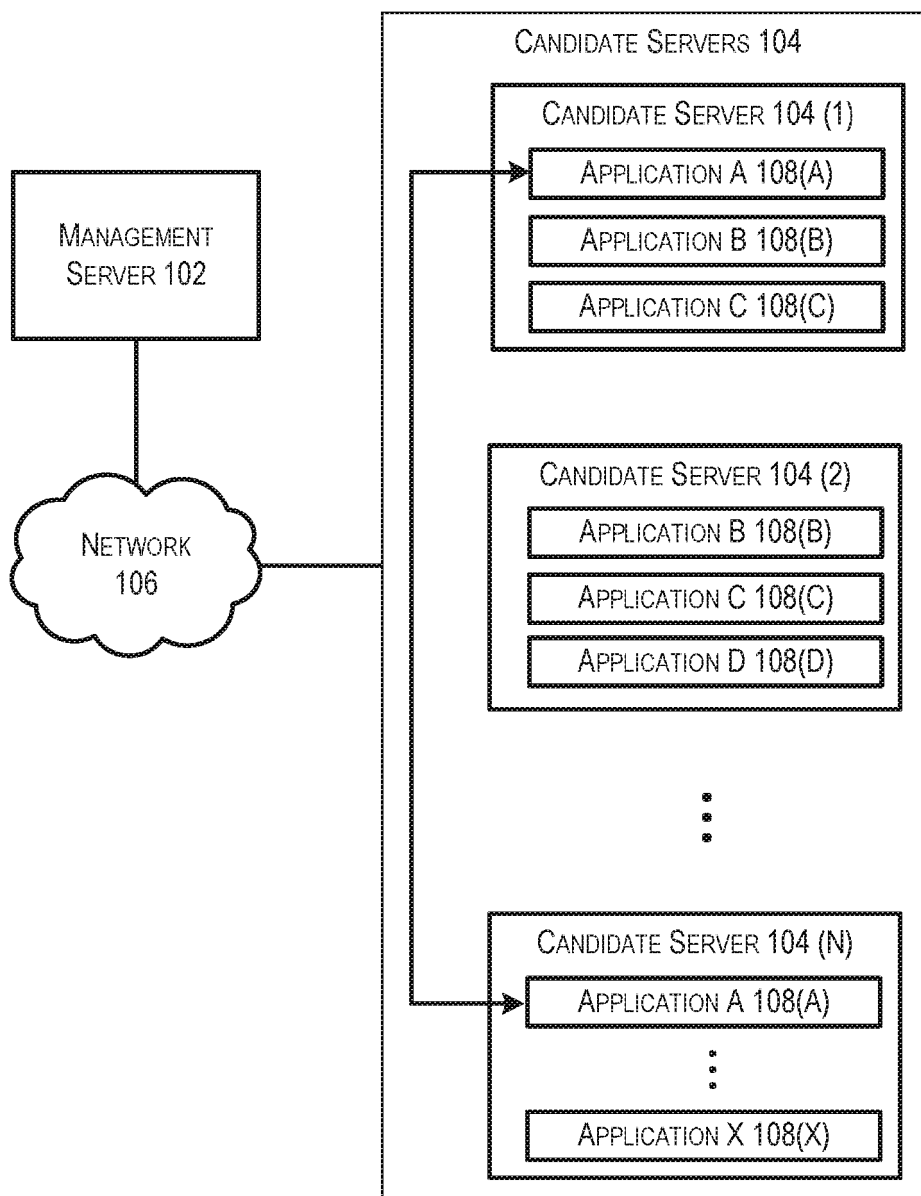 CANDIDATE SERVERS 104
CANDIDATE SERVER 104 (1)
APPLICATION A 108(A)
APPLICATION B 108(B)
APPLICATION C 108(C)
MANAGEMENT
SERVER 102
NETWORK
106
CANDIDATE SERVER 104 (2)
APPLICATION B 108(B)
APPLICATION C 108(C)
APPLICATION D 108(D)
CANDIDATE SERVER 104 (N)
APPLICATION A 108(A)
APPLICATION X 108(X)